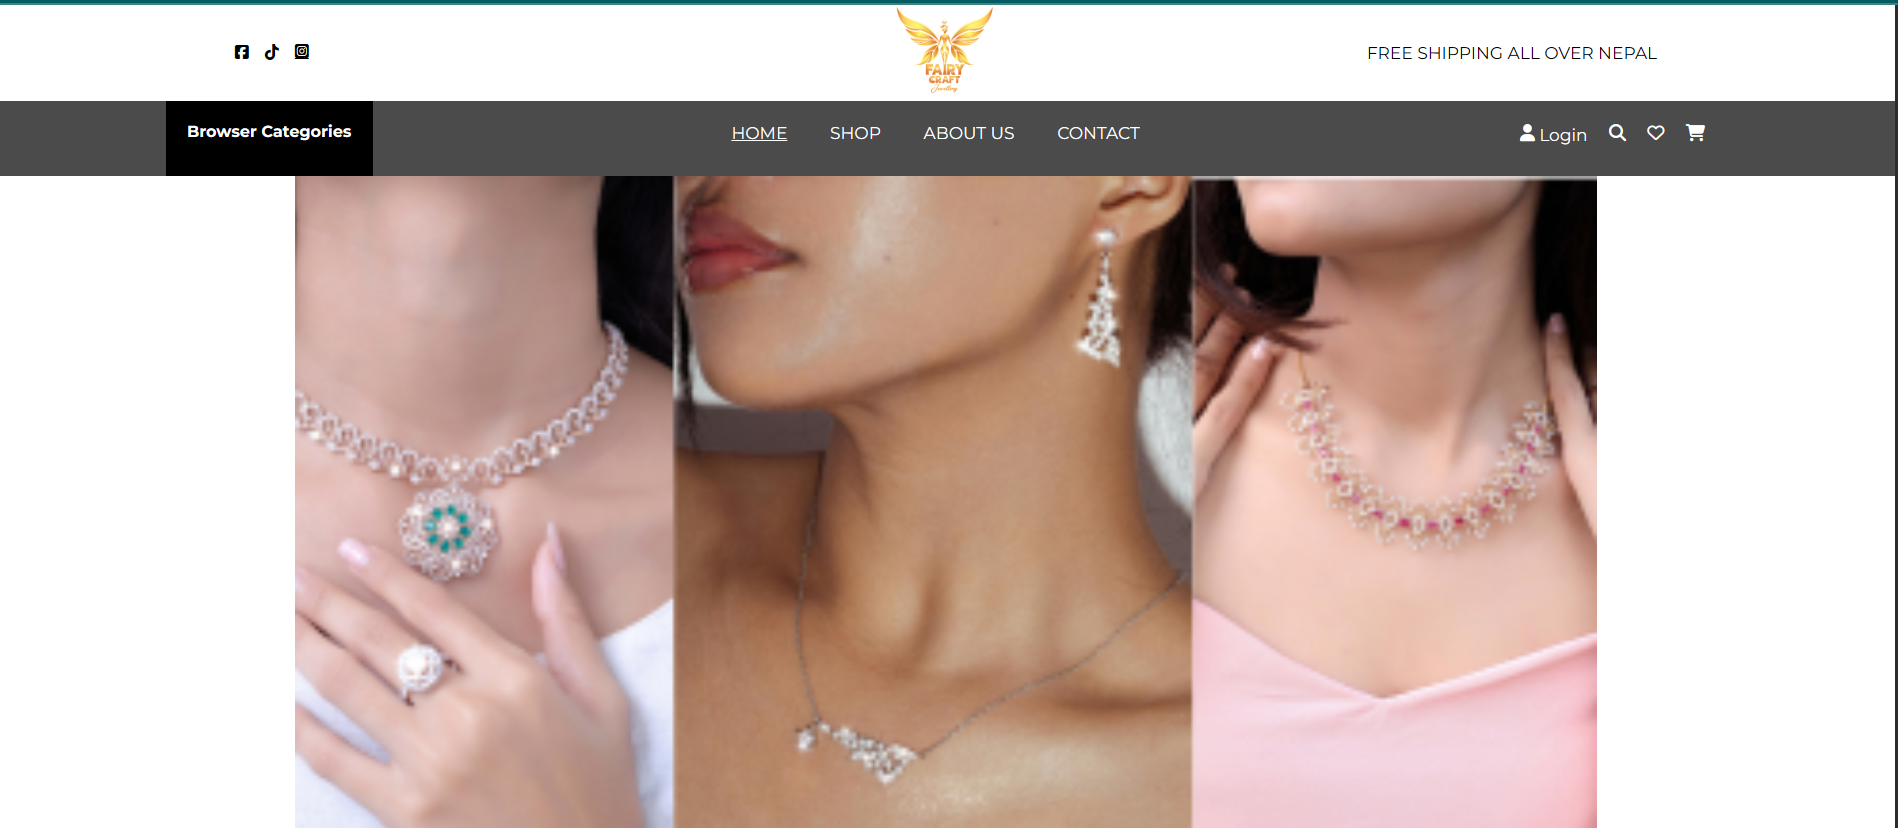 FAIRY
CRAFT
Jewellery
FREE SHIPPING ALL OVER NEPAL
Browser Categories
HOME SHOP ABOUT US CONTACT
Login